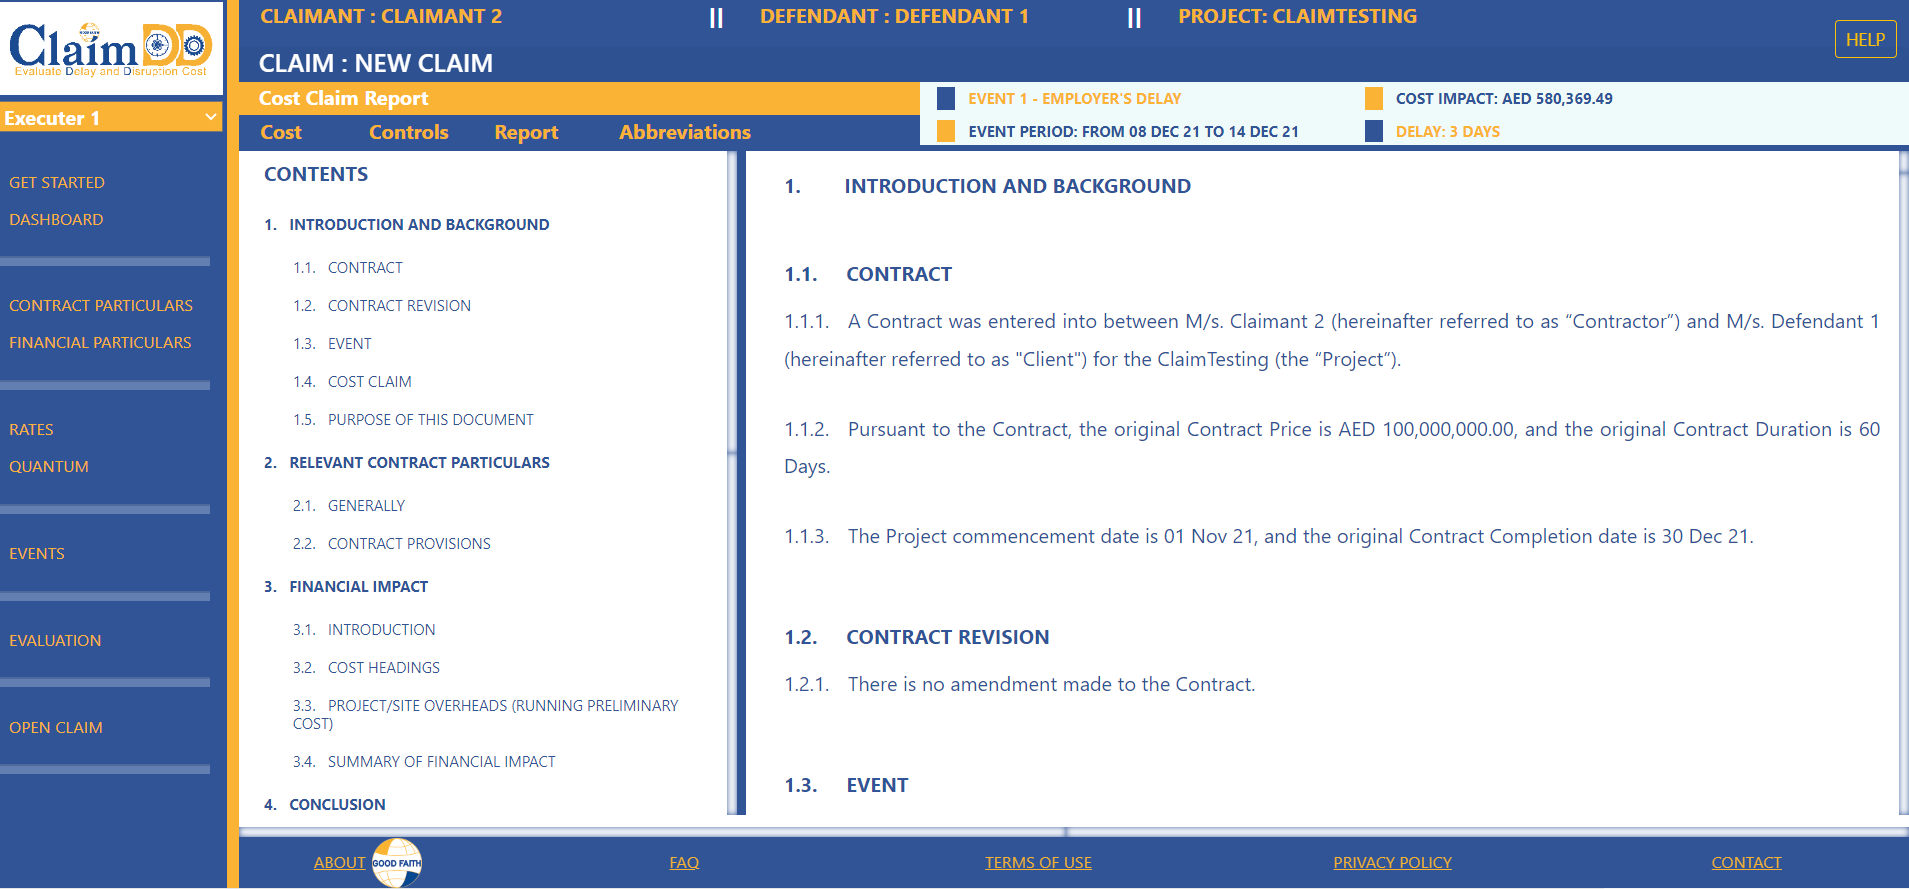 CLAIMANT : CLAIMANT 2 || DEFENDANT : DEFENDANT 1 || PROJECT: CLAIMTESTING
HELP
CLAIM : NEW CLAIM
GOOD FAITH
Claim DD
Evaluate Delay and Disruption Cost
Executer 1
GET STARTED
DASHBOARD
CONTRACT PARTICULARS
FINANCIAL PARTICULARS
RATES
QUANTUM
EVENTS
EVALUATION
OPEN CLAIM
Cost Claim Report
Cost Controls Report Abbreviations
EVENT 1 - EMPLOYER'S DELAY COST IMPACT: AED 580,369.49
EVENT PERIOD: FROM 08 DEC 21 TO 14 DEC 21 DELAY: 3 DAYS
CONTENTS
1. INTRODUCTION AND BACKGROUND
1.1. CONTRACT
1.2. CONTRACT REVISION
1.3. EVENT
1.4. COST CLAIM
1.5. PURPOSE OF THIS DOCUMENT
2. RELEVANT CONTRACT PARTICULARS
2.1. GENERALLY
2.2. CONTRACT PROVISIONS
3. FINANCIAL IMPACT
3.1. INTRODUCTION
3.2. COST HEADINGS
3.3. PROJECT/SITE OVERHEADS (RUNNING PRELIMINARY
COST)
3.4. SUMMARY OF FINANCIAL IMPACT
4. CONCLUSION
1. INTRODUCTION AND BACKGROUND
1.1. CONTRACT
1.1.1. A Contract was entered into between M/s. Claimant 2 (hereinafter referred to as “Contractor”) and M/s. Defendant 1
(hereinafter referred to as "Client") for the ClaimTesting (the “Project”).
1.1.2. Pursuant to the Contract, the original Contract Price is AED 100,000,000.00, and the original Contract Duration is 60
Days.
1.1.3. The Project commencement date is 01 Nov 21, and the original Contract Completion date is 30 Dec 21.
1.2. CONTRACT REVISION
1.2.1. There is no amendment made to the Contract.
1.3. EVENT
ABOUT GOOD FAITH FAQ TERMS OF USE PRIVACY POLICY CONTACT